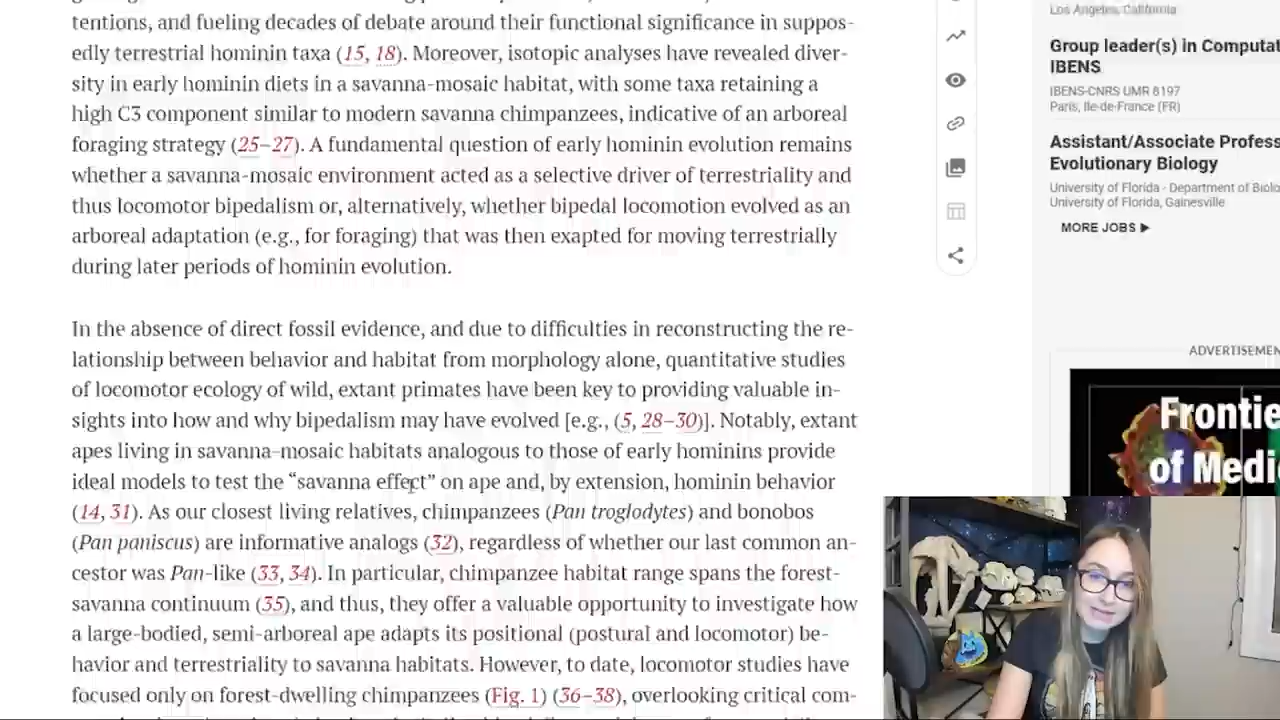 tentions, and fueling decades of debate around their functional significance in suppos-
edly terrestrial hominin taxa (15, 18). Moreover, isotopic analyses have revealed diver-
sity in early hominin diets in a savanna-mosaic habitat, with some taxa retaining a
high C3 component similar to modern savanna chimpanzees, indicative of an arboreal
foraging strategy (25–27). A fundamental question of early hominin evolution remains
whether a savanna-mosaic environment acted as a selective driver of terrestriality and
thus locomotor bipedalism or, alternatively, whether bipedal locomotion evolved as an
arboreal adaptation (e.g., for foraging) that was then exapted for moving terrestrially
during later periods of hominin evolution.
In the absence of direct fossil evidence, and due to difficulties in reconstructing the re-
lationship between behavior and habitat from morphology alone, quantitative studies
of locomotor ecology of wild, extant primates have been key to providing valuable in-
sights into how and why bipedalism may have evolved [e.g., (5, 28–30)]. Notably, extant
apes living in savanna-mosaic habitats analogous to those of early hominins provide
ideal models to test the “savanna effect” on ape and, by extension, hominin behavior
(14, 31). As our closest living relatives, chimpanzees (Pan troglodytes) and bonobos
(Pan paniscus) are informative analogs (32), regardless of whether our last common an-
cestor was Pan-like (33, 34). In particular, chimpanzee habitat range spans the forest-
savanna continuum (35), and thus, they offer a valuable opportunity to investigate how
a large-bodied, semi-arboreal ape adapts its positional (postural and locomotor) be-
havior and terrestriality to savanna habitats. However, to date, locomotor studies have
focused only on forest-dwelling chimpanzees (Fig. 1) (36–38), overlooking critical com-
Los Angeles, California
Group leader(s) in Computat
IBENS
IBENS-CNRS UMR 8197
Paris, Ile-de-France (FR)
Assistant/Associate Profess
Evolutionary Biology
University of Florida - Department of Biolo
University of Florida, Gainesville
MORE JOBS ▶
ADVERTISEMEN
Frontie
of Medi